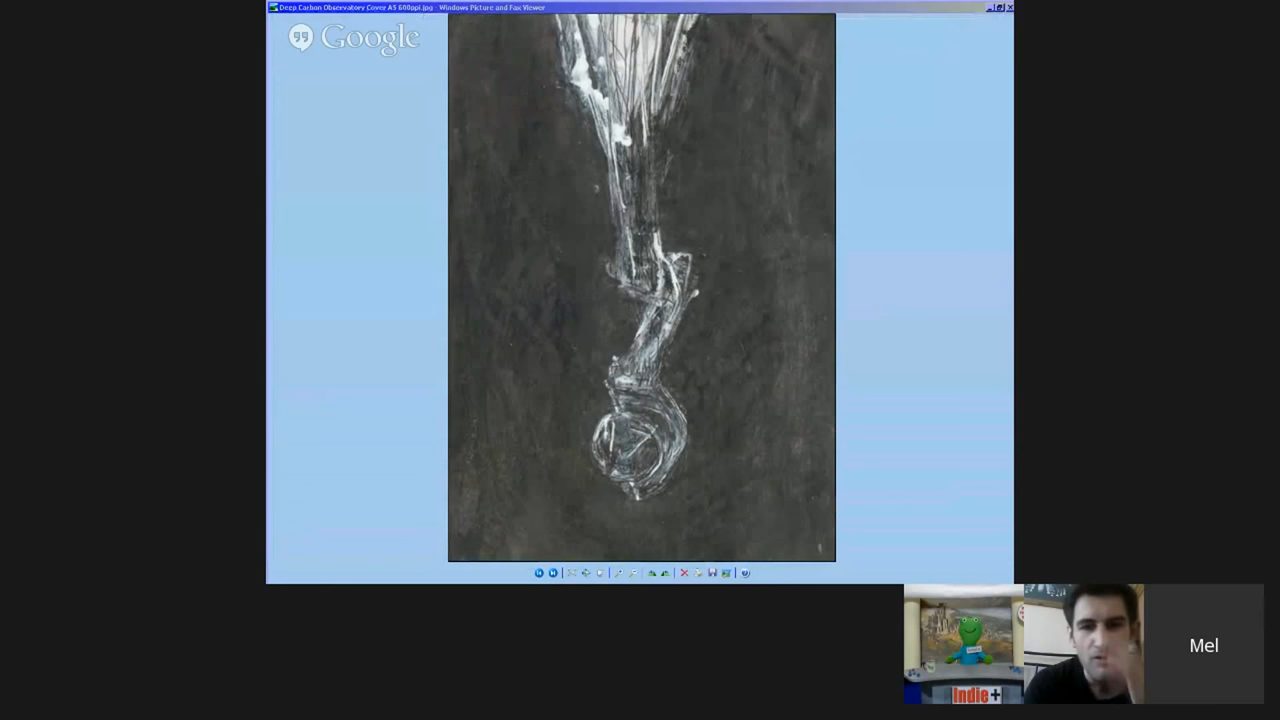 Deep Carbon Observatory Cover A5 600ppi.jpg - Windows Picture and Fax Viewer
Google
Indie+
Mel